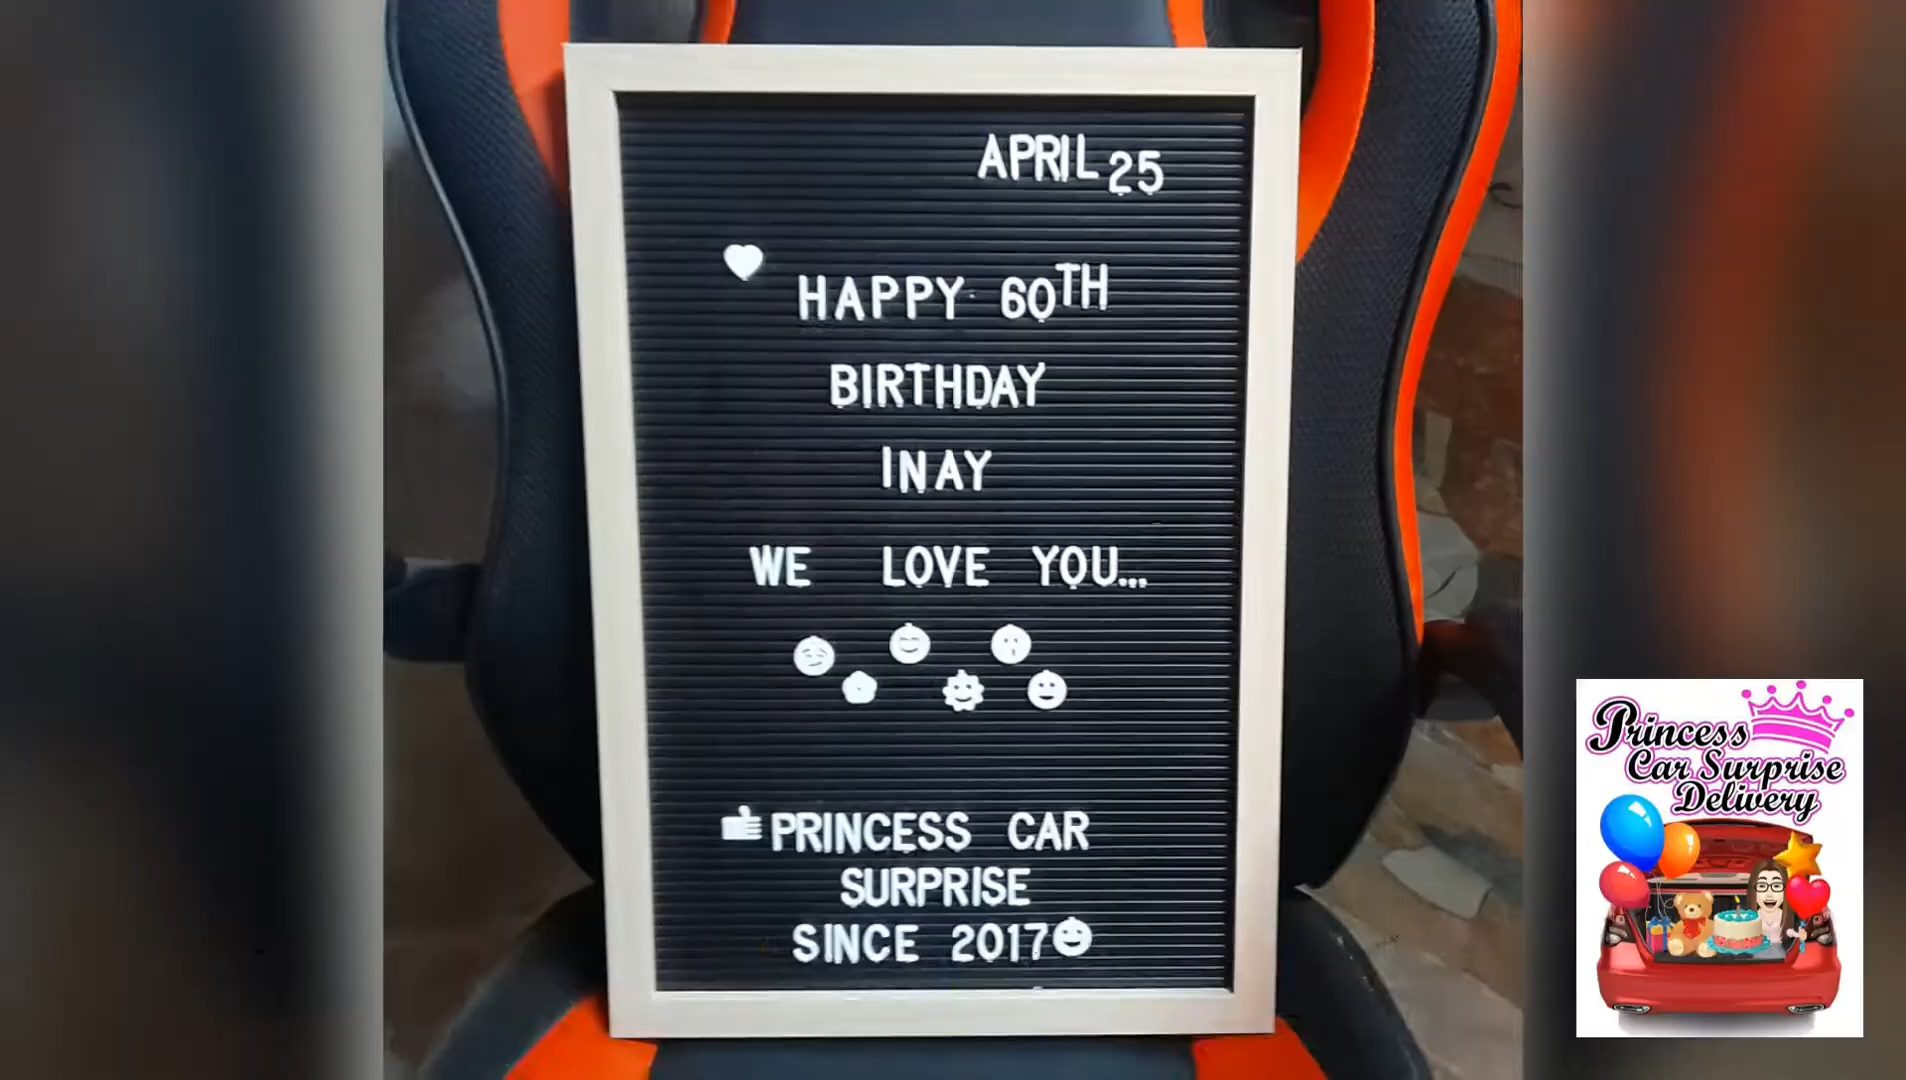 APRIL 25
HAPPY 60TH
BIRTHDAY
INAY
WE LOVE YOU...
PRINCESS CAR
SURPRISE
SINCE 2017
Princess
Car Surprise
Delivery